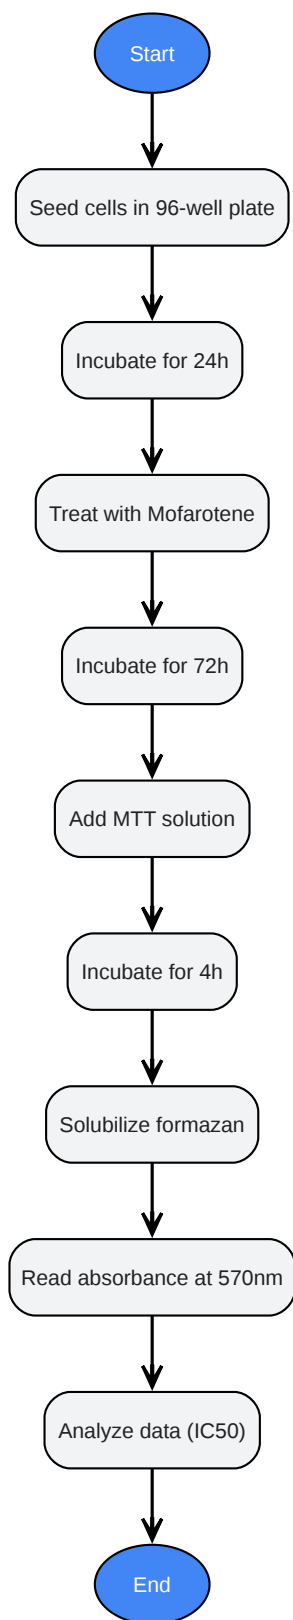 Start
Seed cells in 96-well plate
Incubate for 24h
Treat with Mofarotene
Incubate for 72h
Add MTT solution
Incubate for 4h
Solubilize formazan
Read absorbance at 570nm
Analyze data (IC50)
End